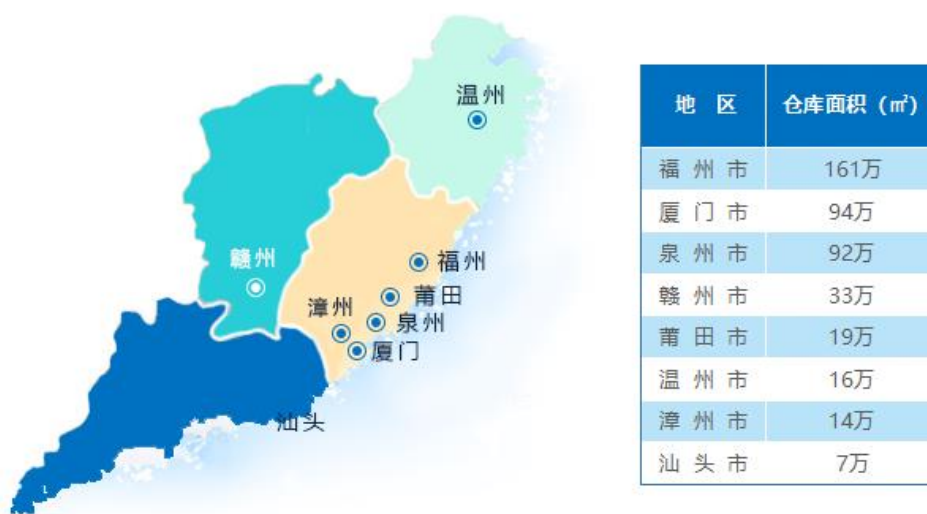 温州
赣州
福州
莆田
漳州
泉州
厦门
汕头
地 区 仓库面积（㎡）
福 州 市 161万
厦 门 市 94万
泉 州 市 92万
赣 州 市 33万
莆 田 市 19万
温 州 市 16万
漳 州 市 14万
汕 头 市 7万